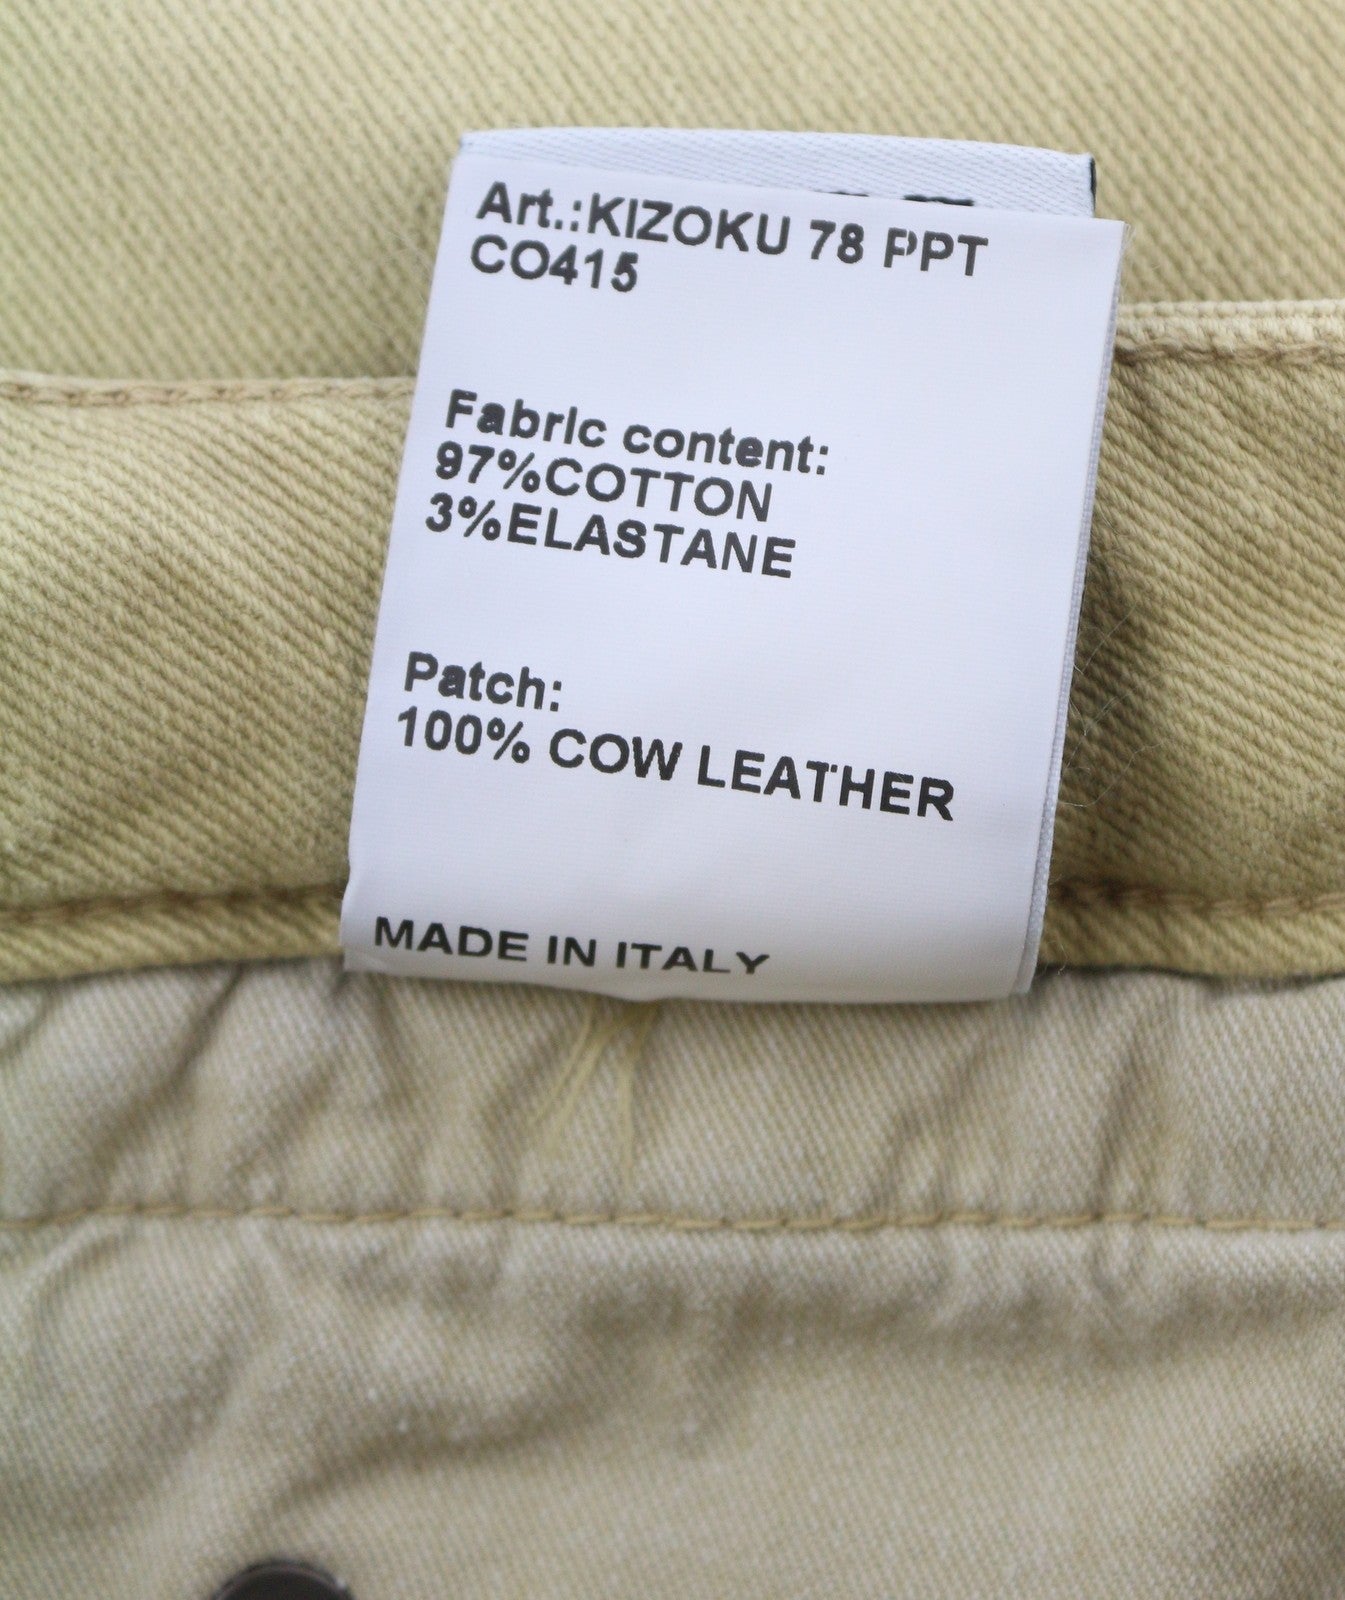 Art.:KIZOKU 78 PPT
CO415
Fabric content:
97%COTTON
3%ELASTANE
Patch:
100% COW LEATHER
MADE IN ITALY